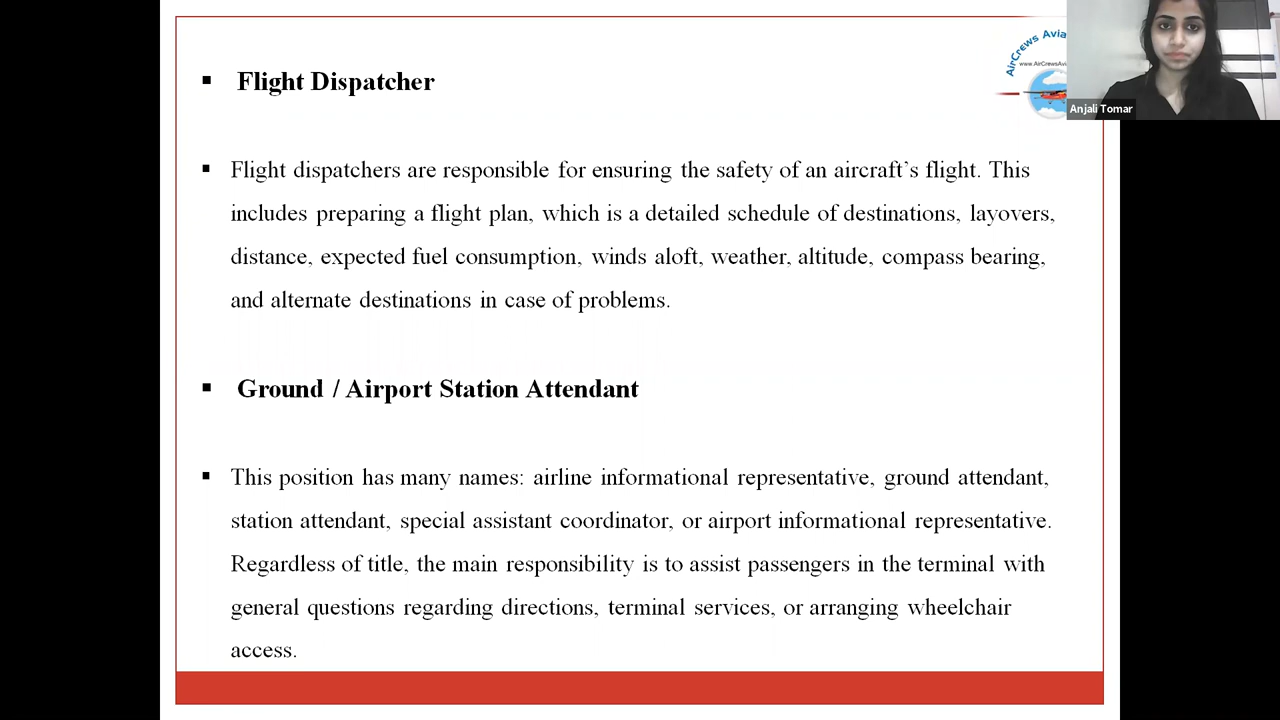 ▪ Flight Dispatcher
▪ Flight dispatchers are responsible for ensuring the safety of an aircraft’s flight. This
includes preparing a flight plan, which is a detailed schedule of destinations, layovers,
distance, expected fuel consumption, winds aloft, weather, altitude, compass bearing,
and alternate destinations in case of problems.
▪ Ground / Airport Station Attendant
▪ This position has many names: airline informational representative, ground attendant,
station attendant, special assistant coordinator, or airport informational representative.
Regardless of title, the main responsibility is to assist passengers in the terminal with
general questions regarding directions, terminal services, or arranging wheelchair
access.
AirCrews Avia
www.AirCrewsAvi
Anjali Tomar